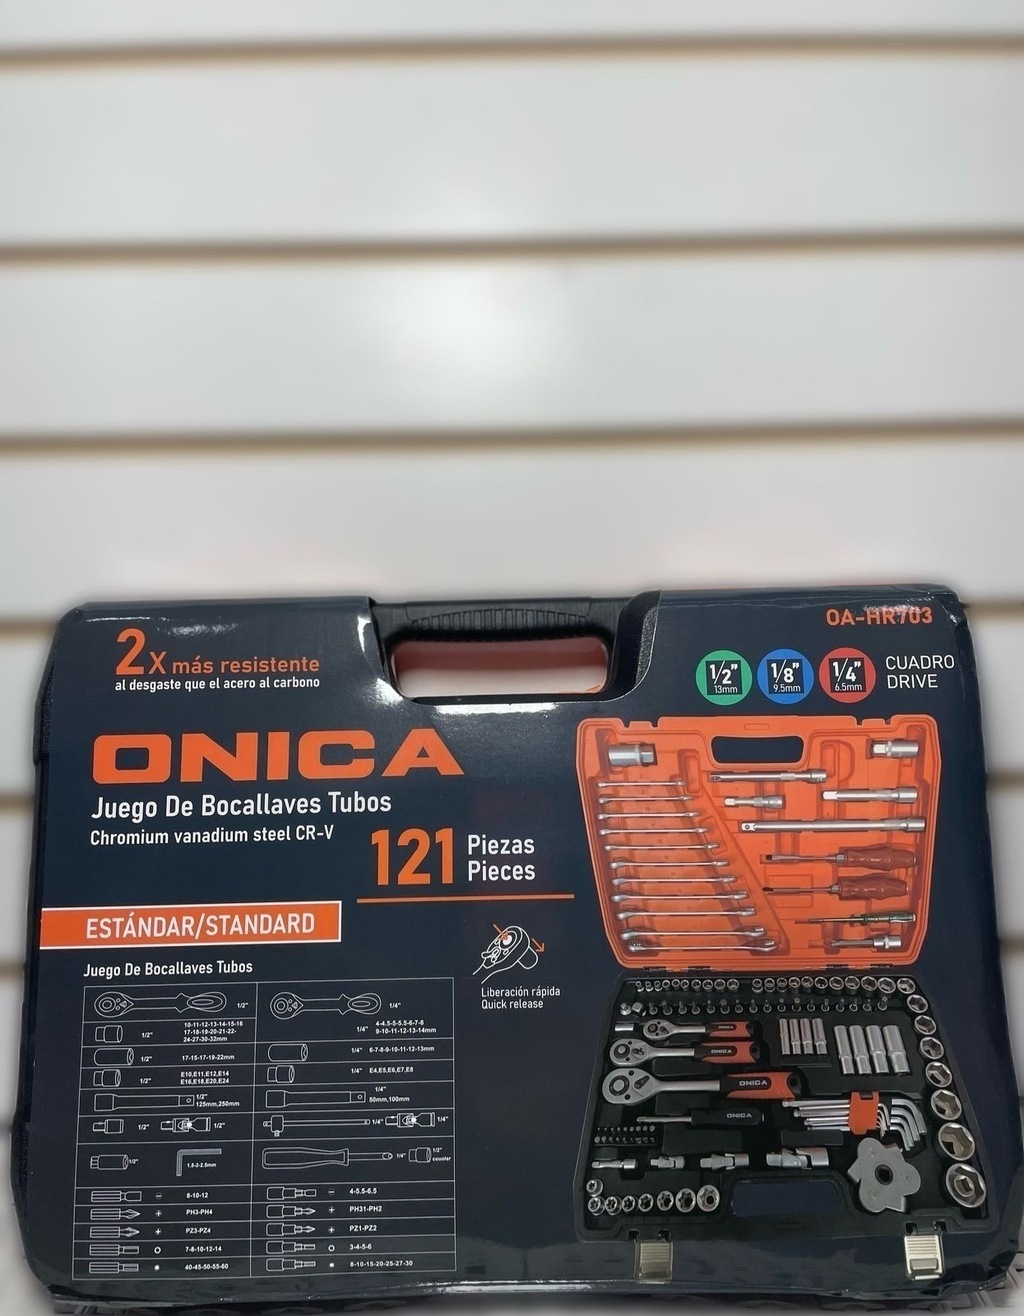 OA-HR703
2x más resistente
al desgaste que el acero al carbono
1/2" 13mm
1/8" 9.5mm
1/4" 6.5mm
CUADRO
DRIVE
ONICA
Juego De Bocallaves Tubos
Chromium vanadium steel CR-V
121 Piezas
Pieces
ESTÁNDAR/STANDARD
Liberación rápida
Quick release
Juego De Bocallaves Tubos
1/2"
1/4"
1/2"
10-11-12-13-14-15-16
17-18-19-20-21-22-
24-27-30-32mm
1/4"
4-4.5-5-5.5-6-7-8
9-10-11-12-13-14mm
1/2" 17-15-17-19-22mm
1/4" 6-7-8-9-10-11-12-13mm
1/2"
E10,E11,E12,E14
E16,E18,E20,E24
1/4" E4,E5,E6,E7,E8
1/2"
125mm,250mm
1/4"
50mm,100mm
1/2" 1/2"
1/4" 1/4"
1/2" 1.5-2-2.5mm
1/4" 1/2"
8-10-12
4-5.5-6.5
PH3-PH4
PH31-PH2
PZ3-PZ4
PZ1-PZ2
7-8-10-12-14
3-4-5-6
40-45-50-55-60
8-10-15-20-25-27-30
ONICA
ONICA
ONICA